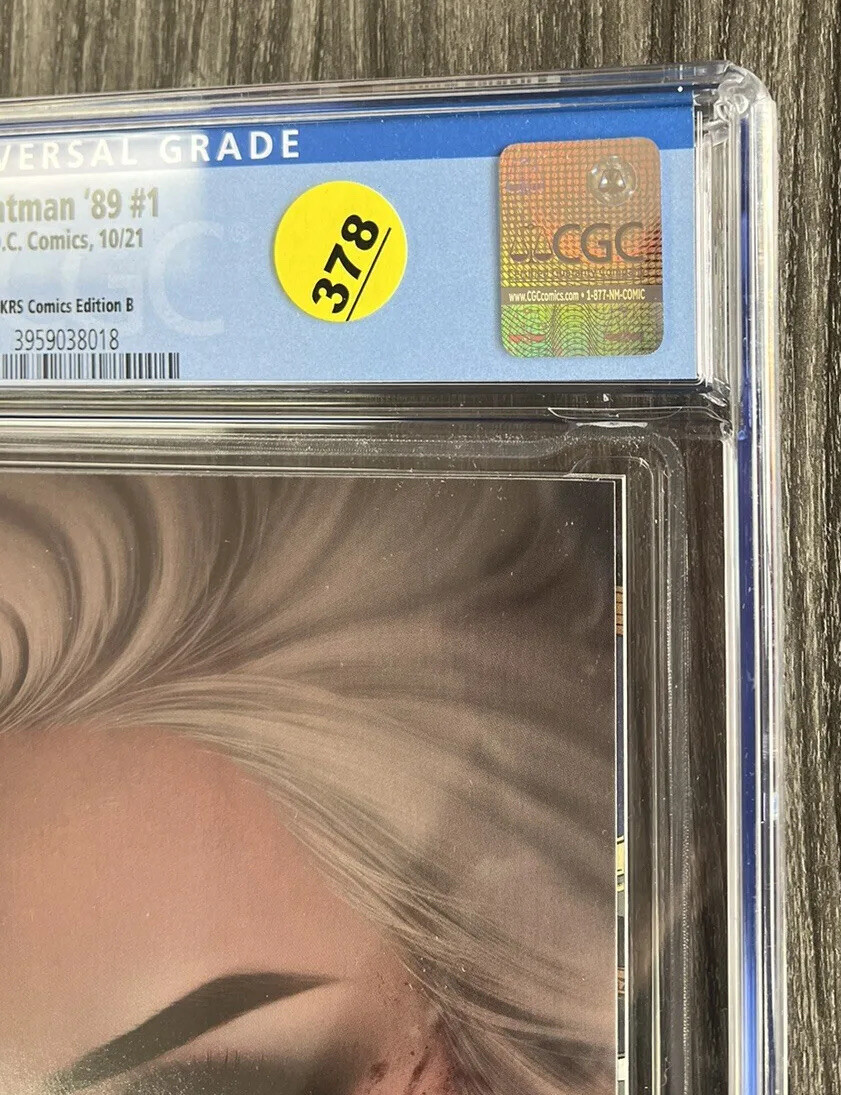 VERSAL GRADE
atman '89 #1
.C. Comics, 10/21
KRS Comics Edition B
3959038018
378
CGC
www.CGCcomics.com • 1-877-NM-COMIC
CGC